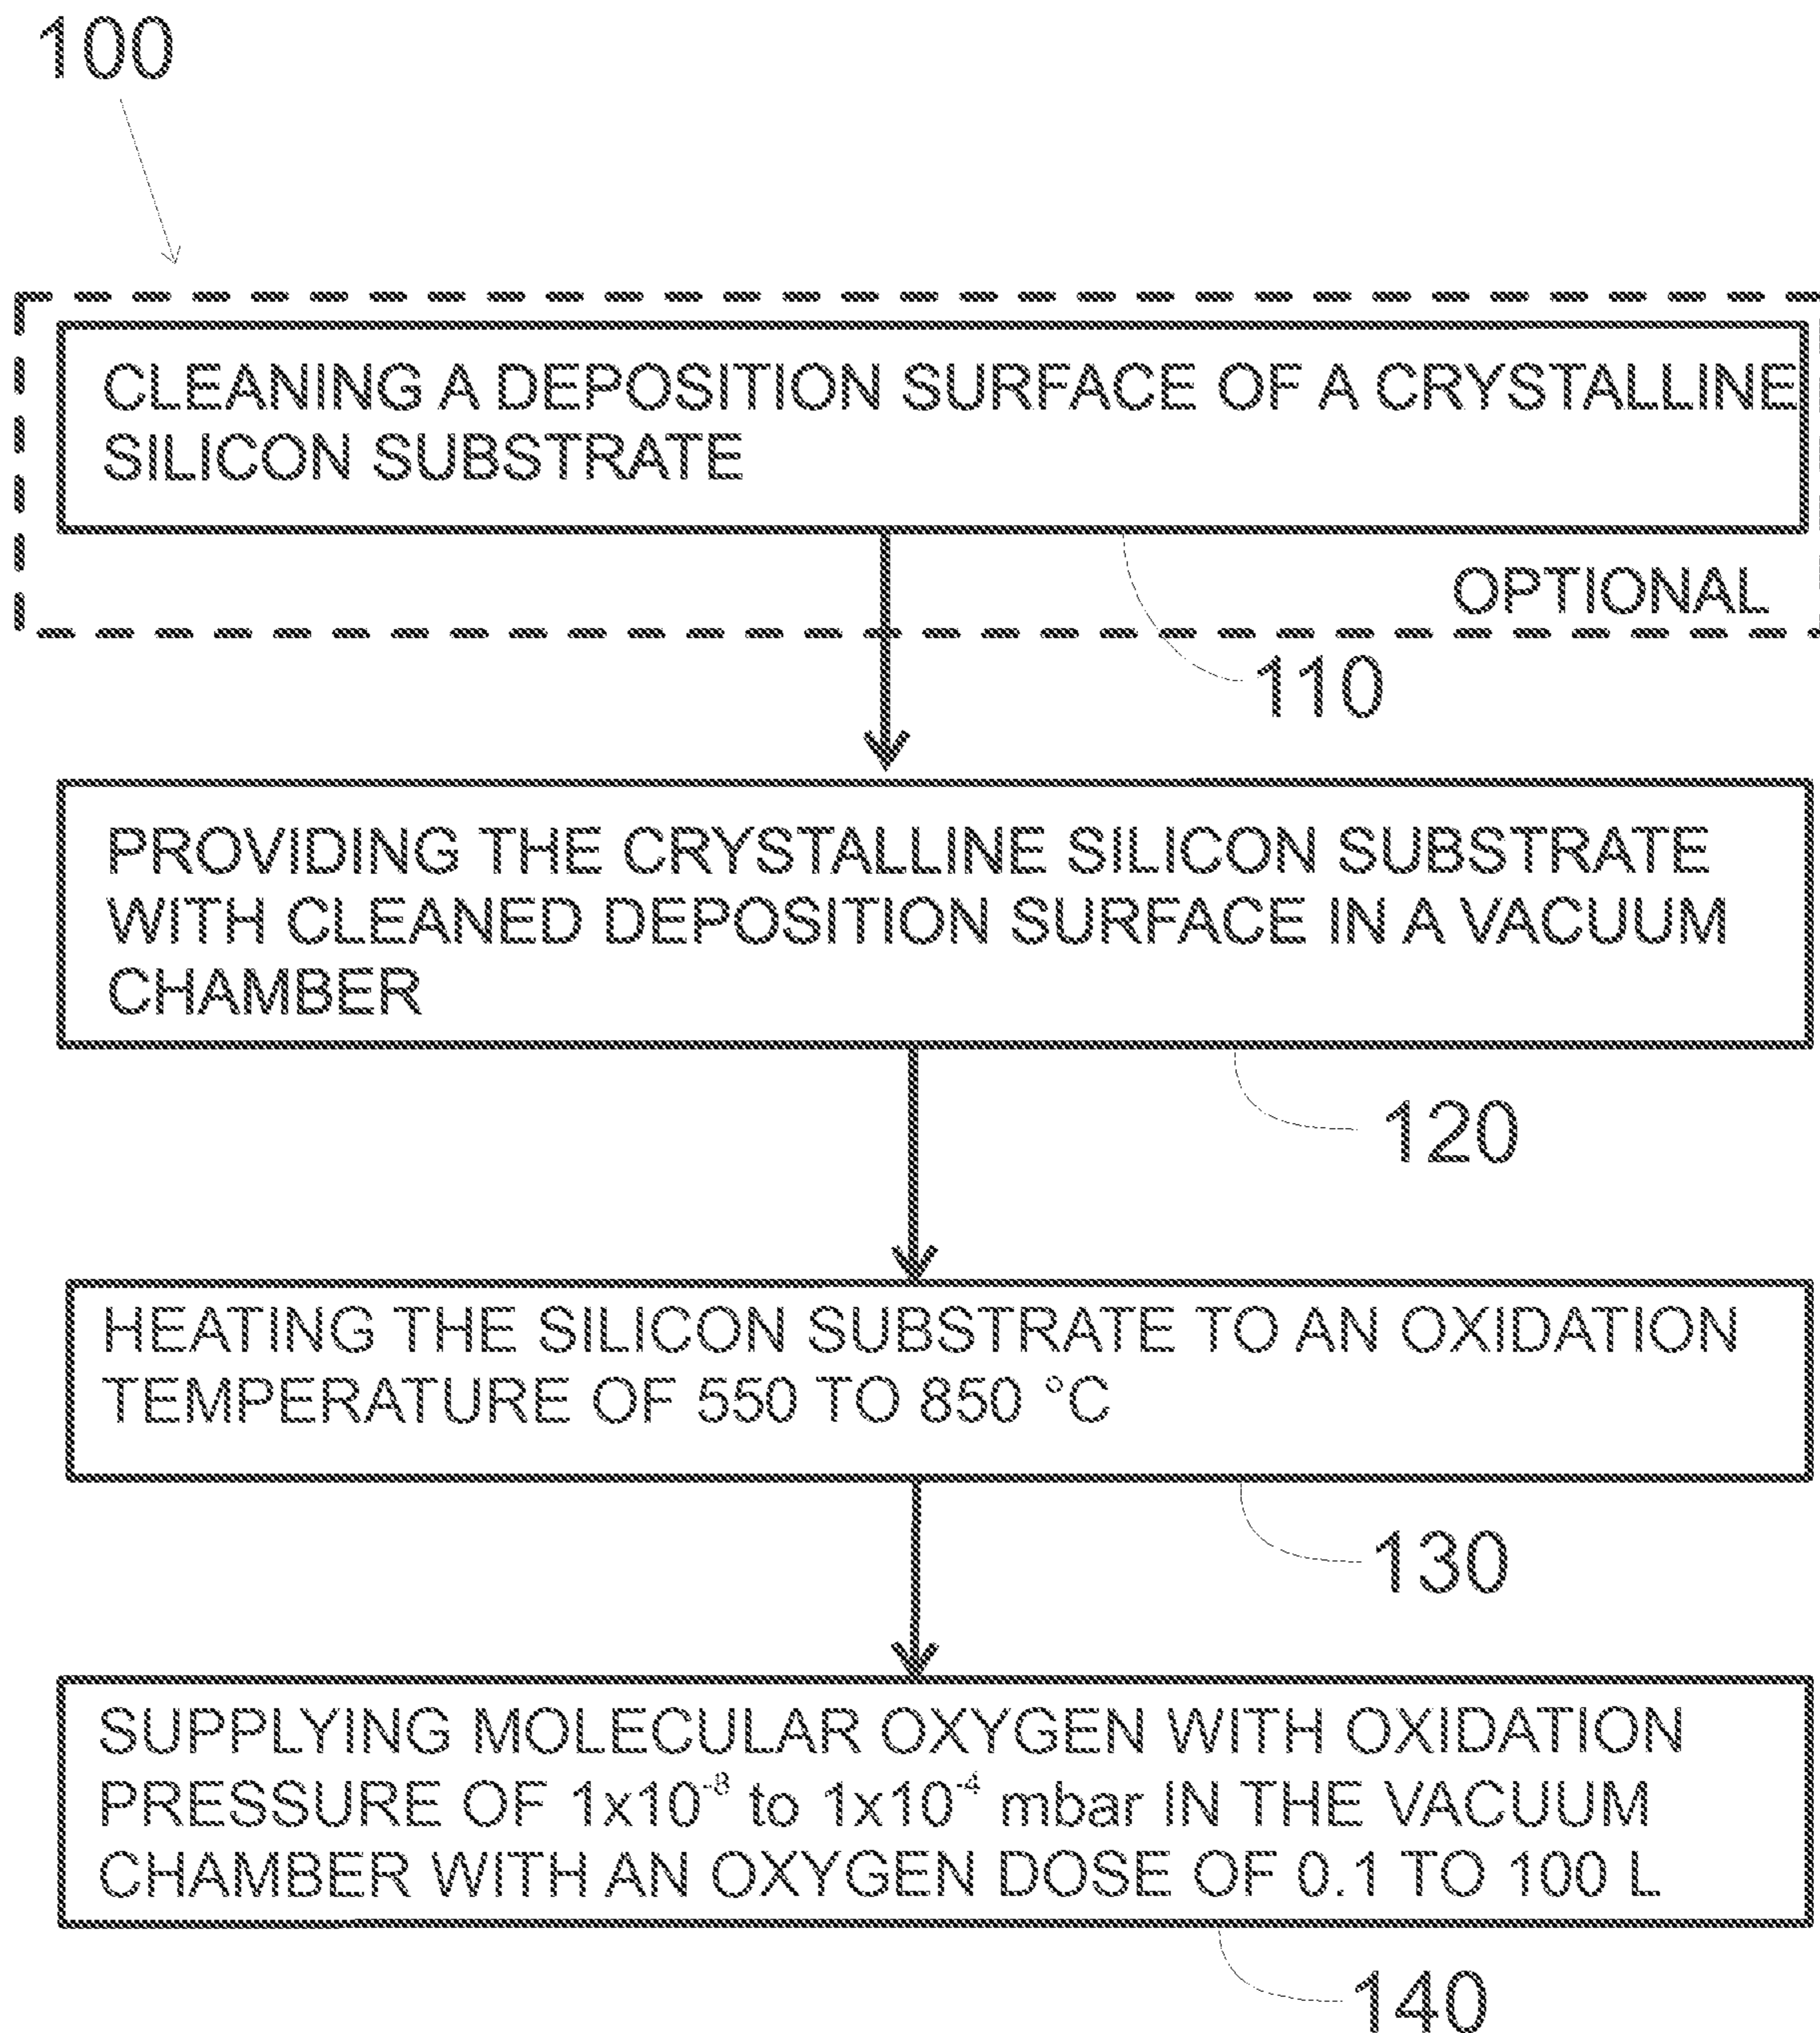 100
CLEANING A DEPOSITION SURFACE OF A CRYSTALLINE
SILICON SUBSTRATE
OPTIONAL
110
PROVIDING THE CRYSTALLINE SILICON SUBSTRATE
WITH CLEANED DEPOSITION SURFACE IN A VACUUM
CHAMBER
120
HEATING THE SILICON SUBSTRATE TO AN OXIDATION
TEMPERATURE OF 550 TO 850 °C
130
SUPPLYING MOLECULAR OXYGEN WITH OXIDATION
PRESSURE OF 1x10⁻⁸ to 1x10⁻⁴ mbar IN THE VACUUM
CHAMBER WITH AN OXYGEN DOSE OF 0.1 TO 100 L
140